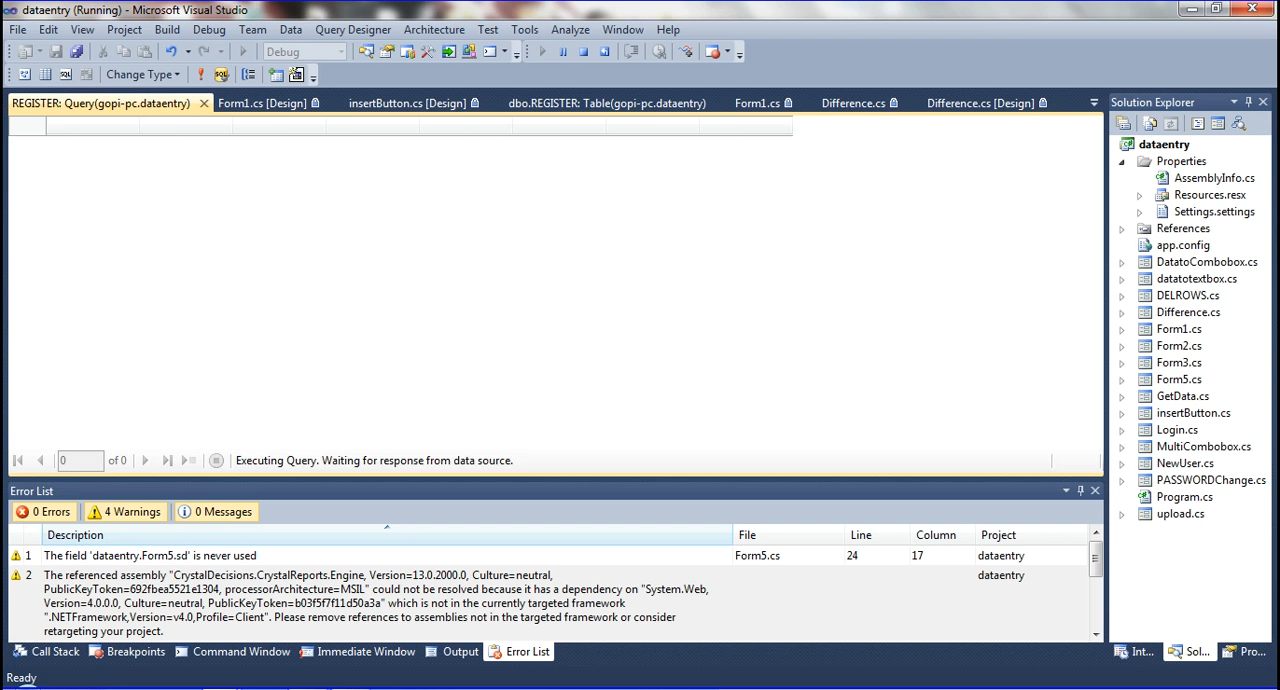 dataentry (Running) - Microsoft Visual Studio
File Edit View Project Build Debug Team Data Query Designer Architecture Test Tools Analyze Window Help
Debug
Change Type
REGISTER: Query(gopi-pc.dataentry) Form1.cs [Design] insertButton.cs [Design] dbo.REGISTER: Table(gopi-pc.dataentry) Form1.cs Difference.cs Difference.cs [Design]
Solution Explorer
dataentry
Properties
AssemblyInfo.cs
Resources.resx
Settings.settings
References
app.config
DatatoCombobox.cs
datatotextbox.cs
DELROWS.cs
Difference.cs
Form1.cs
Form2.cs
Form3.cs
Form5.cs
GetData.cs
insertButton.cs
Login.cs
MultiCombobox.cs
NewUser.cs
PASSWORDChange.cs
Program.cs
upload.cs
0 of 0 Executing Query. Waiting for response from data source.
Error List
0 Errors 4 Warnings 0 Messages
Description File Line Column Project
1 The field 'dataentry.Form5.sd' is never used Form5.cs 24 17 dataentry
2 The referenced assembly "CrystalDecisions.CrystalReports.Engine, Version=13.0.2000.0, Culture=neutral, dataentry
PublicKeyToken=692fbea5521e1304, processorArchitecture=MSIL" could not be resolved because it has a dependency on "System.Web,
Version=4.0.0.0, Culture=neutral, PublicKeyToken=b03f5f7f11d50a3a" which is not in the currently targeted framework
".NETFramework,Version=v4.0,Profile=Client". Please remove references to assemblies not in the targeted framework or consider
retargeting your project.
Call Stack Breakpoints Command Window Immediate Window Output Error List Int... Sol... Pro...
Ready